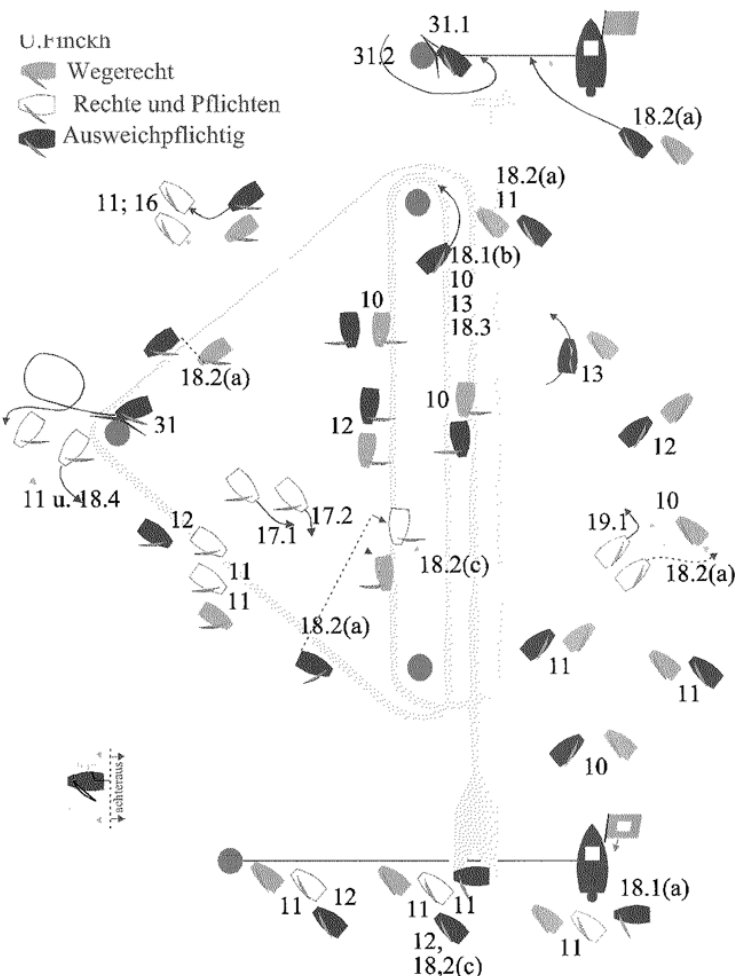 U.Finckh
Wegerecht
Rechte und Pflichten
Ausweichpflichtig
31.1
31.2
18.2(a)
11; 16
18.2(a)
11
18.1(b)
10
13
18.3
10
18.2(a)
13
31
12
10
12
11 u. 18.4
12
17.1
17.2
10
19.1
18.2(a)
11
11
18.2(c)
18.2(a)
11
11
10
achteraus
18.1(a)
11
12
11
11
12,
18,2(c)
11